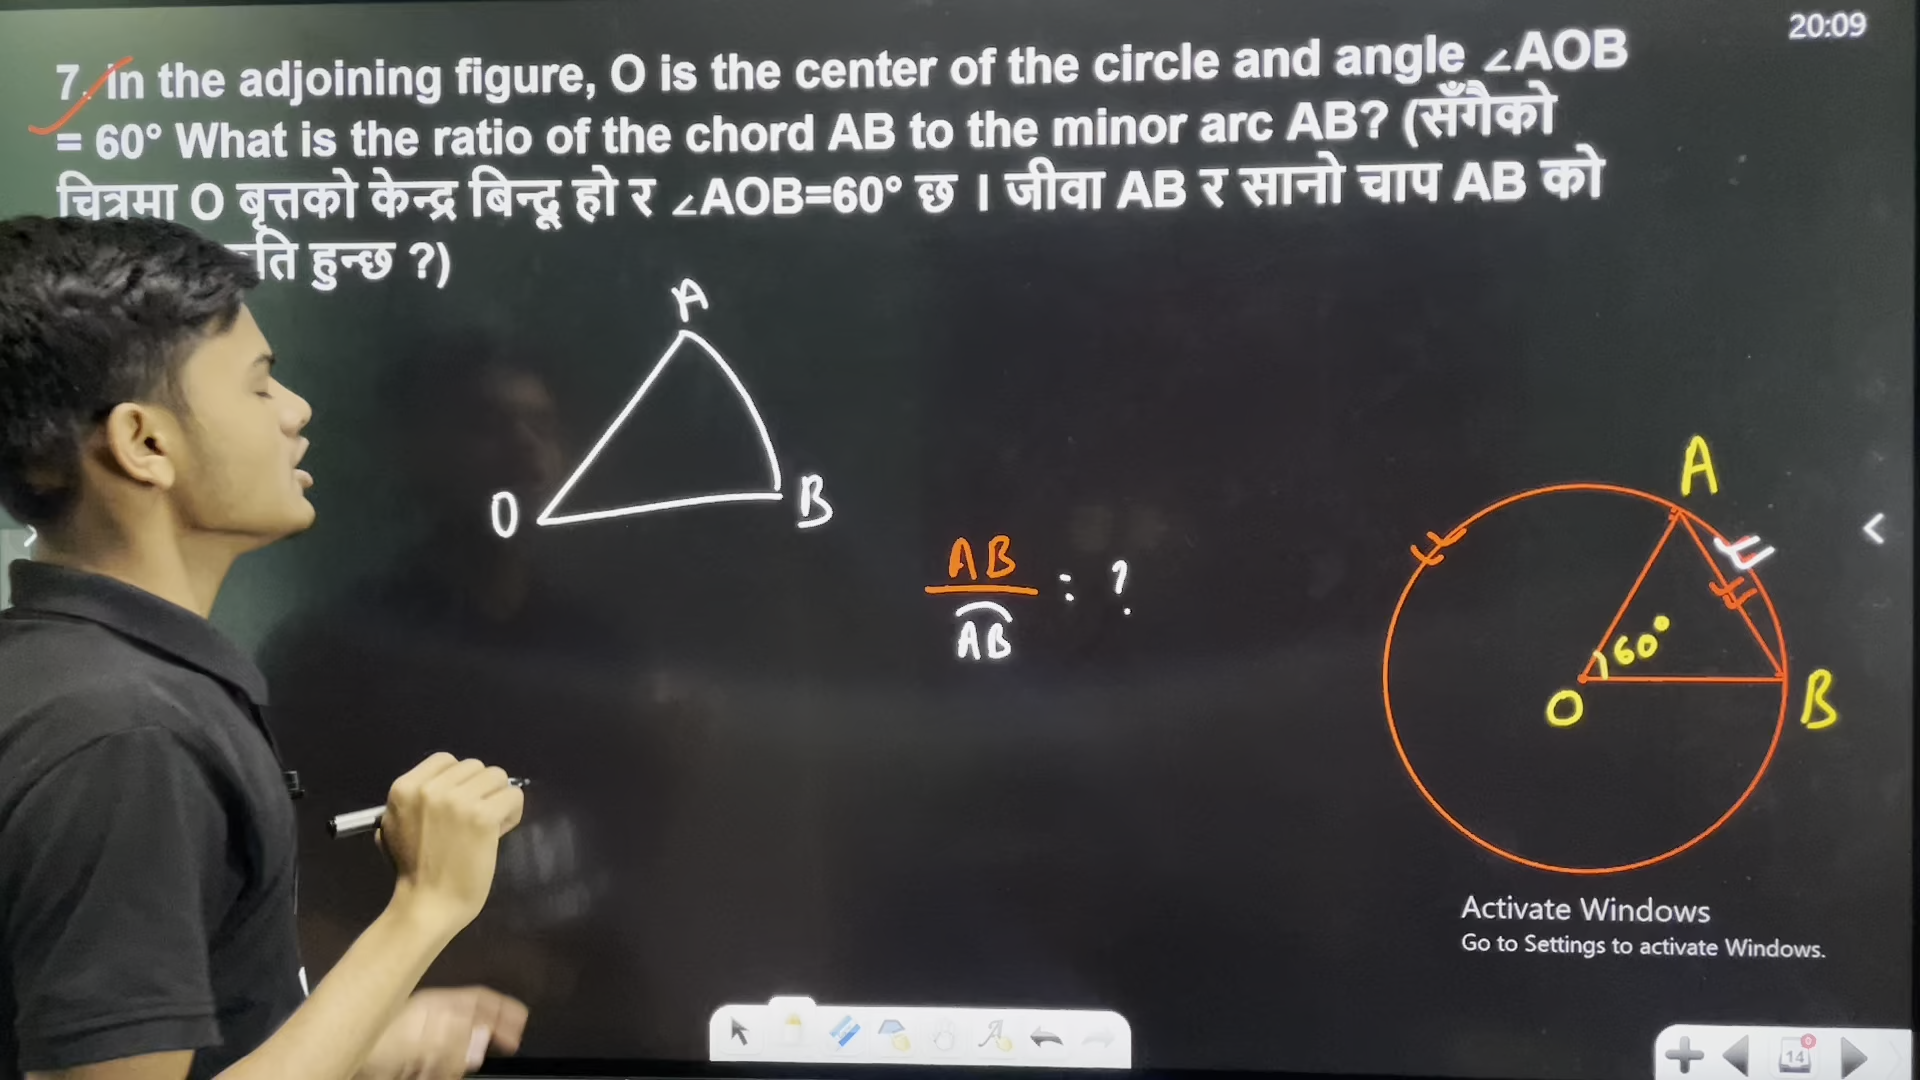 20:09
7. In the adjoining figure, O is the center of the circle and angle ∠AOB
= 60° What is the ratio of the chord AB to the minor arc AB? (सँगैको
चित्रमा O बृत्तको केन्द्र बिन्दू हो र ∠AOB=60° छ । जीवा AB र सानो चाप AB को
हुन्छ ?)
A
O
B
AB
AB
: ?
A
60°
O
B
Activate Windows
Go to Settings to activate Windows.
14